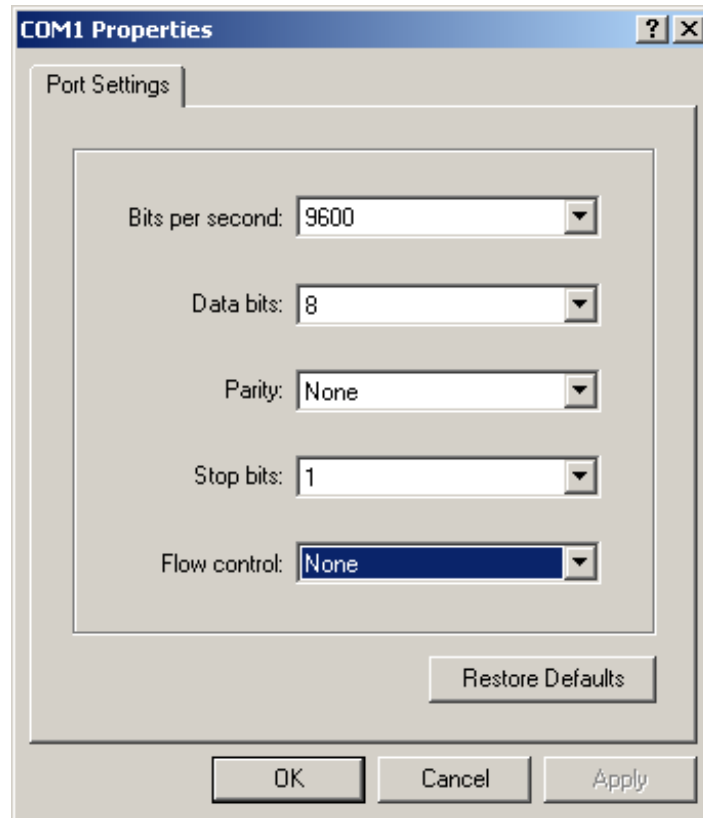 COM1 Properties
Port Settings
Bits per second: 9600
Data bits: 8
Parity: None
Stop bits: 1
Flow control: None
Restore Defaults
OK Cancel Apply